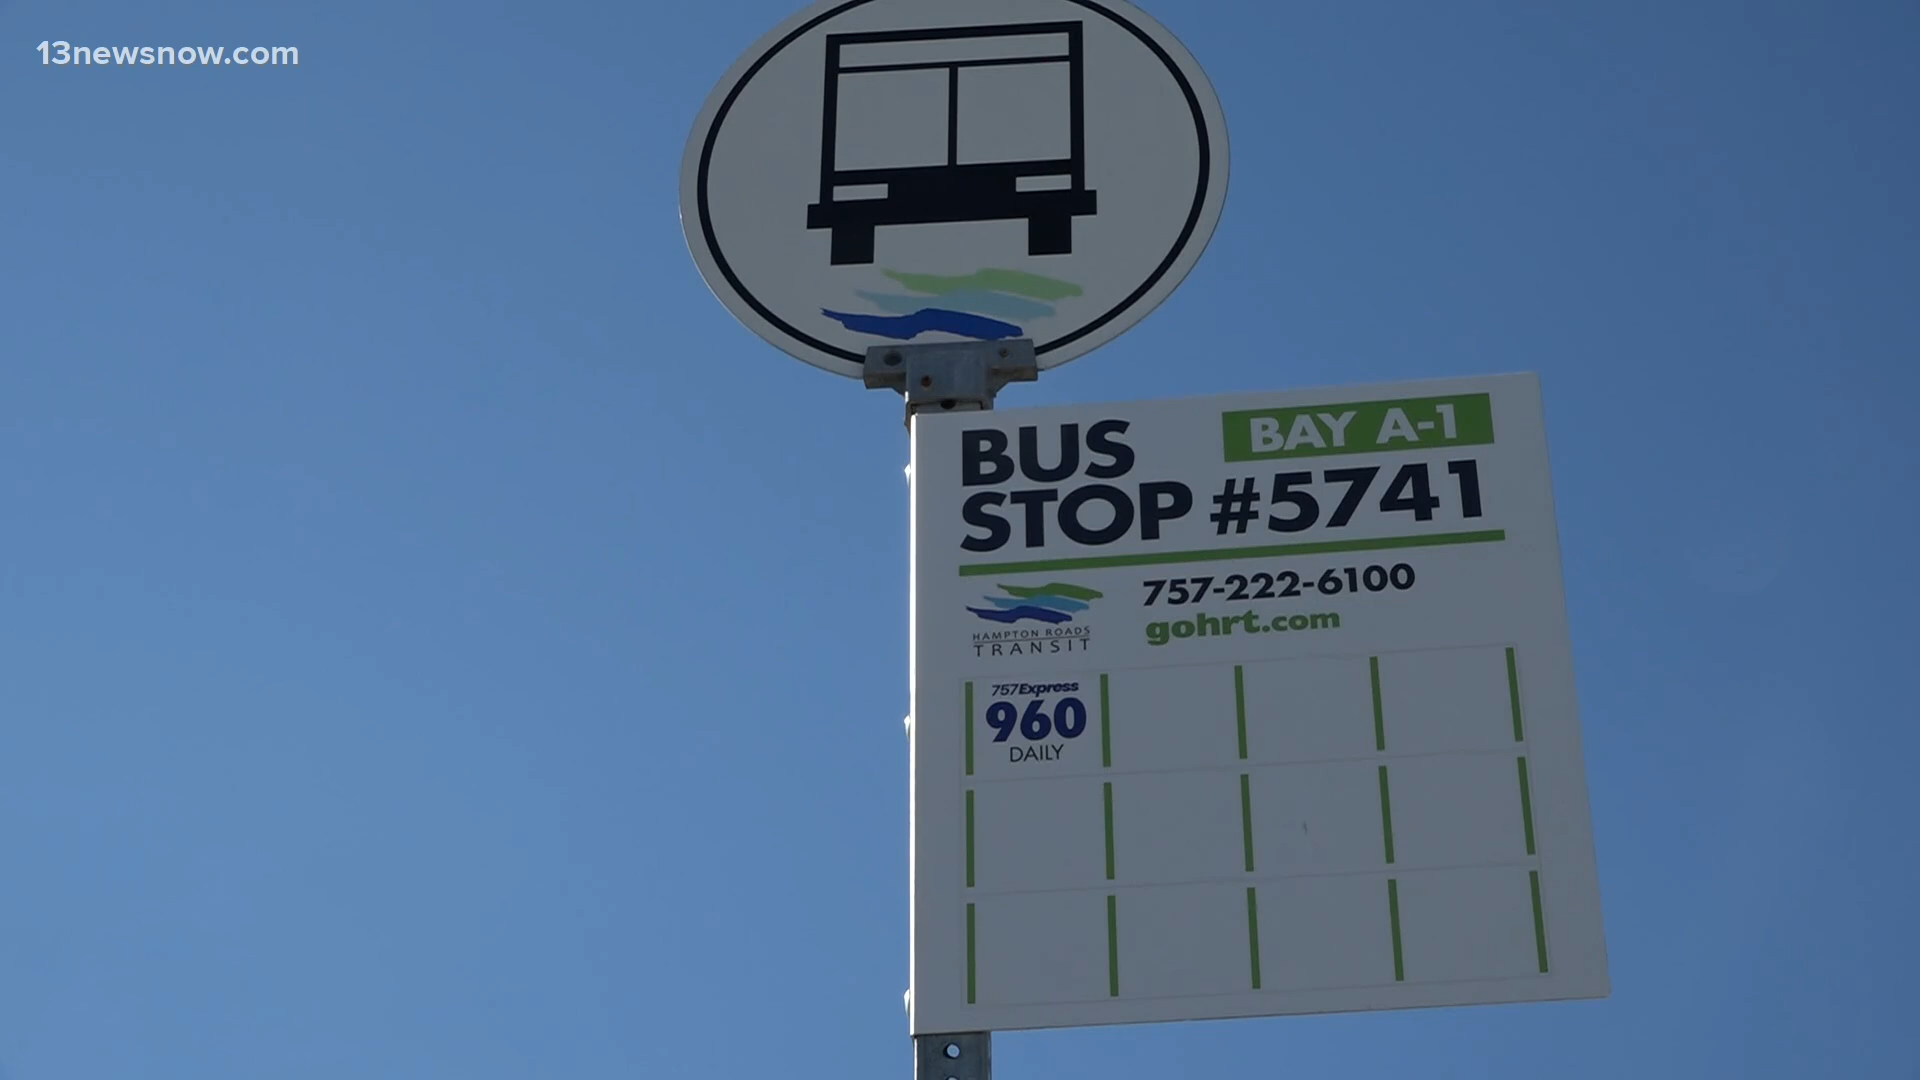 13newsnow.com
BUS BAY A-1
STOP #5741
757-222-6100
gohrt.com
HAMPTON ROADS
TRANSIT
757Express
960
DAILY